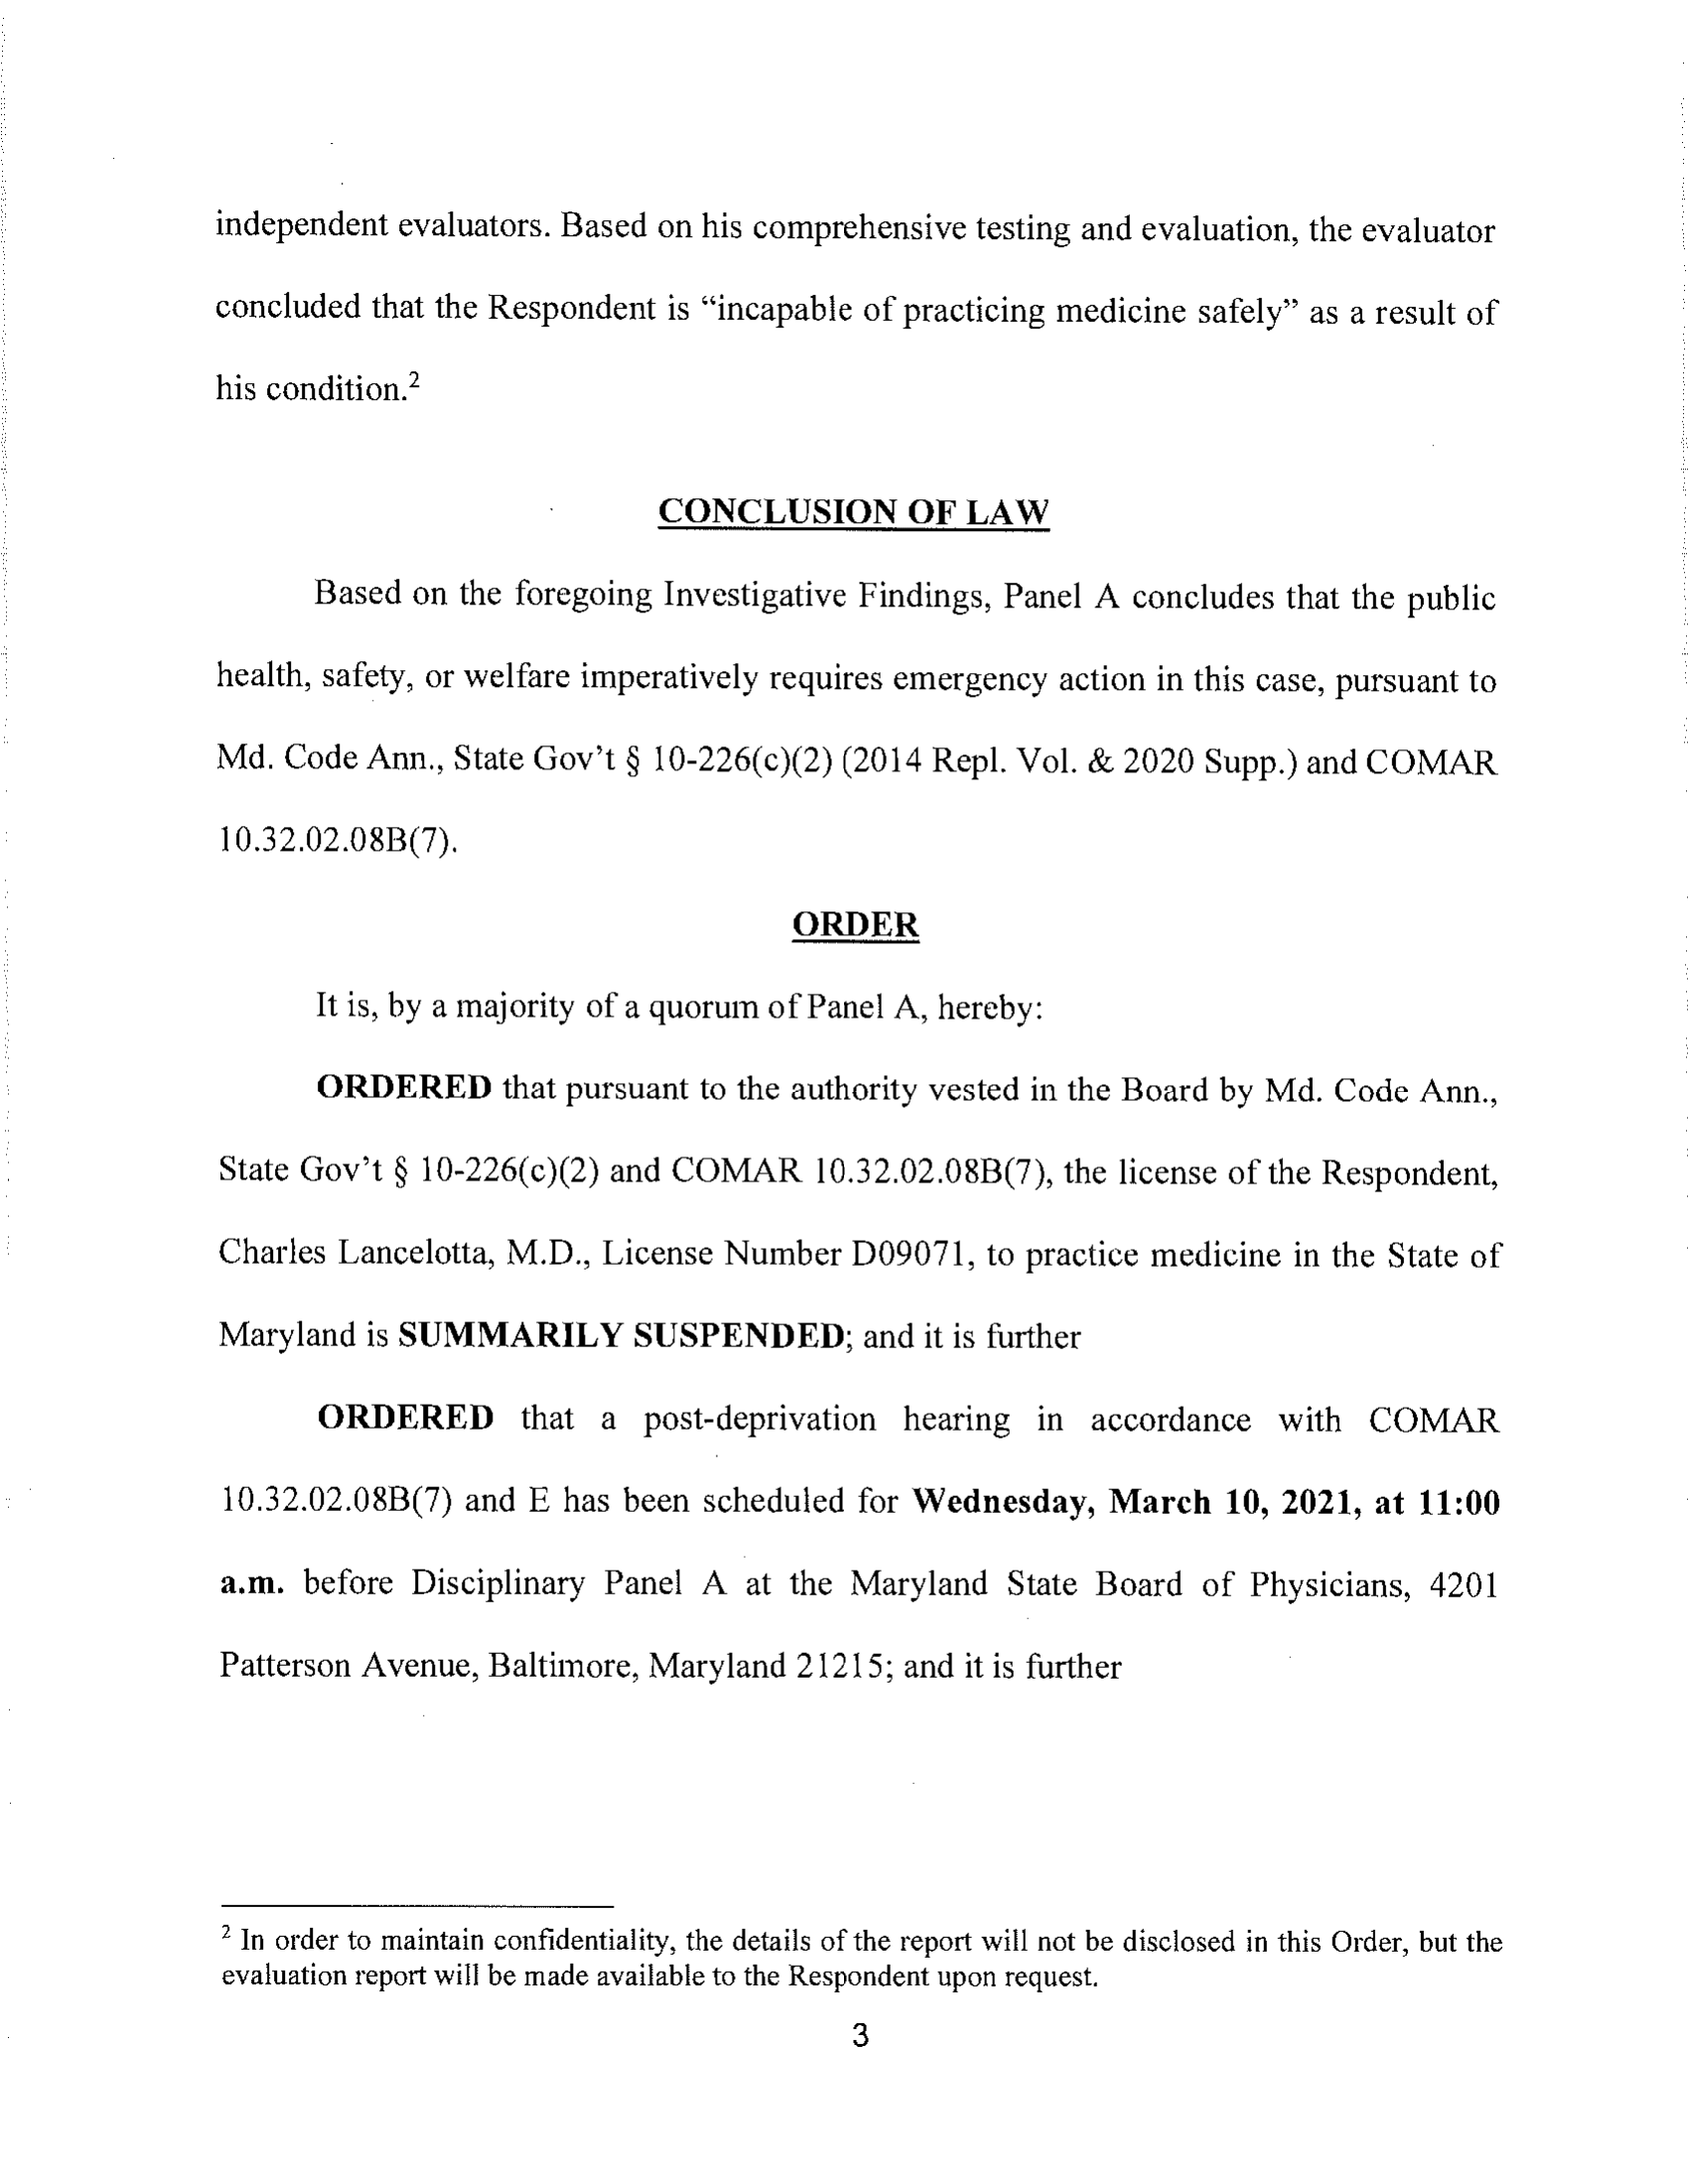 independent evaluators. Based on his comprehensive testing and evaluation, the evaluator
concluded that the Respondent is “incapable of practicing medicine safely” as a result of
his condition.2
CONCLUSION OF LAW
Based on the foregoing Investigative Findings, Panel A concludes that the public
health, safety, or welfare imperatively requires emergency action in this case, pursuant to
Md. Code Ann., State Gov’t § 10-226(c)(2) (2014 Repl. Vol. & 2020 Supp.) and COMAR
10.32.02.08B(7).
ORDER
It is, by a majority of a quorum of Panel A, hereby:
ORDERED that pursuant to the authority vested in the Board by Md. Code Ann.,
State Gov’t § 10-226(c)(2) and COMAR 10.32.02.08B(7), the license of the Respondent,
Charles Lancelotta, M.D., License Number D09071, to practice medicine in the State of
Maryland is SUMMARILY SUSPENDED; and it is further
ORDERED that a post-deprivation hearing in accordance with COMAR
10.32.02.08B(7) and E has been scheduled for Wednesday, March 10, 2021, at 11:00
a.m. before Disciplinary Panel A at the Maryland State Board of Physicians, 4201
Patterson Avenue, Baltimore, Maryland 21215; and it is further
2 In order to maintain confidentiality, the details of the report will not be disclosed in this Order, but the
evaluation report will be made available to the Respondent upon request.
3